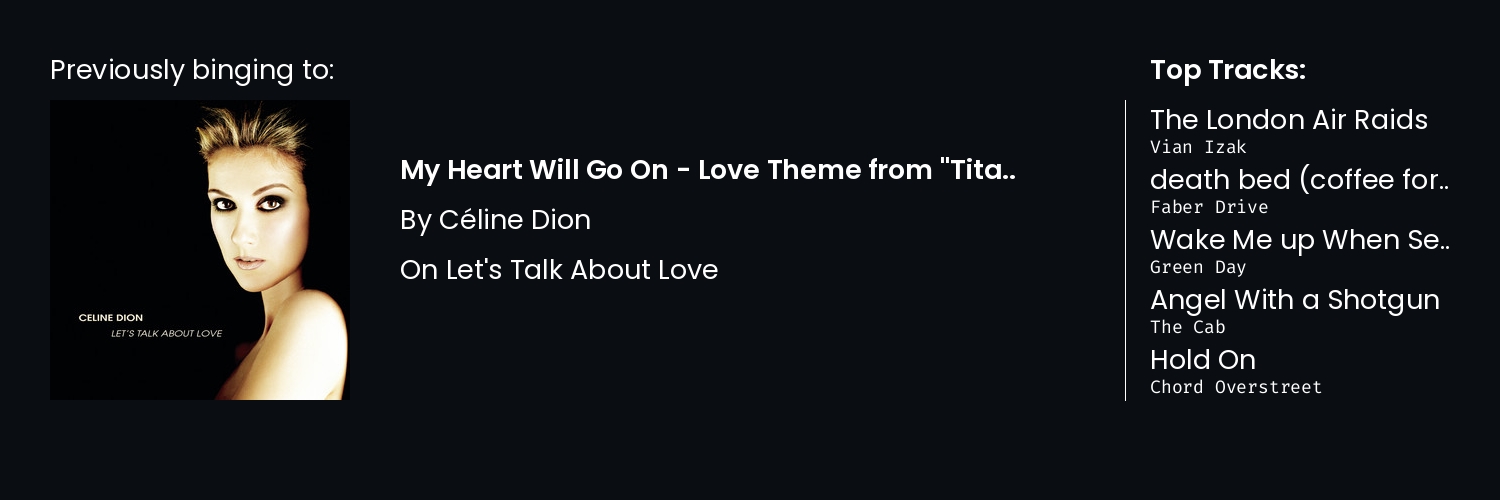 Previously binging to:
CELINE DION
LET'S TALK ABOUT LOVE
My Heart Will Go On - Love Theme from "Tita..
By Céline Dion
On Let's Talk About Love
Top Tracks:
The London Air Raids
Vian Izak
death bed (coffee for..
Faber Drive
Wake Me up When Se..
Green Day
Angel With a Shotgun
The Cab
Hold On
Chord Overstreet